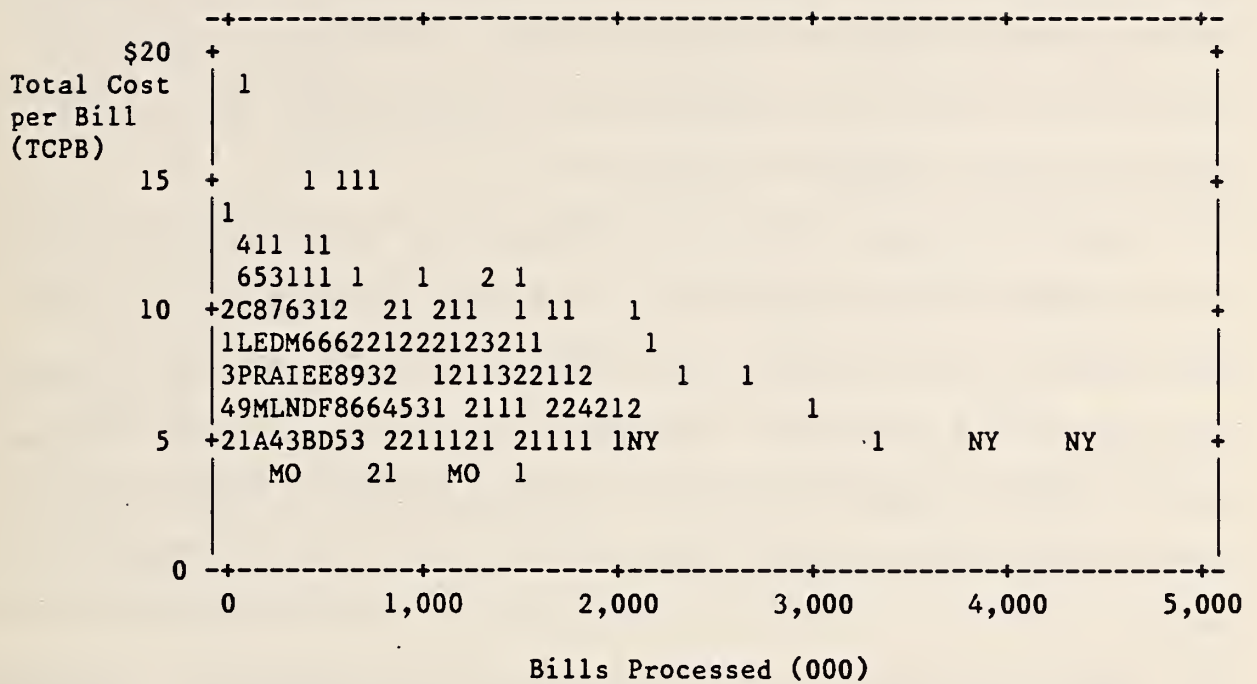 -+---------+---------+---------+---------+---------+-
$20 + +
Total Cost | 1 |
per Bill | |
(TCPB) | |
15 + 1 111 +
|1 |
| 411 11 |
| 653111 1 1 2 1 |
10 +2C876312 21 211 1 11 1 +
|1LEDM666221222123211 1 |
|3PRAIEE8932 1211322112 1 1 |
|49MLNDF8664531 2111 224212 1 |
5 +21A43BD53 2211121 21111 1NY 1 NY NY +
| MO 21 MO 1 |
| |
0 -+---------+---------+---------+---------+---------+-
0 1,000 2,000 3,000 4,000 5,000
Bills Processed (000)